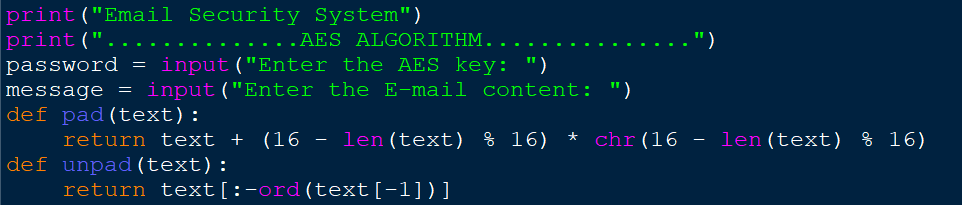 print("Email Security System")
print("..............AES ALGORITHM...............")
password = input("Enter the AES key: ")
message = input("Enter the E-mail content: ")
def pad(text):
    return text + (16 - len(text) % 16) * chr(16 - len(text) % 16)
def unpad(text):
    return text[:-ord(text[-1])]